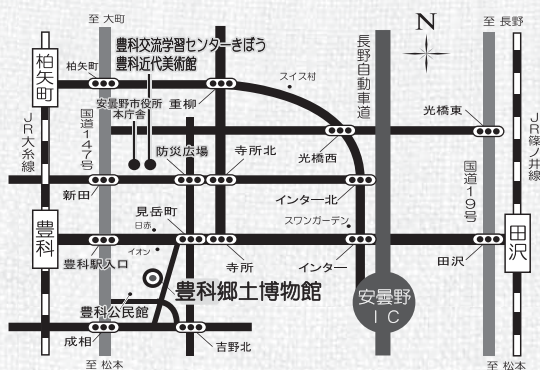 至 大町
N
至 長野
豊科交流学習センターきぼう
豊科近代美術館
柏矢町
柏矢町
スイス村
長野自動車道
安曇野市役所
本庁舎
重柳
光橋東
JR大糸線
国道147号
防災広場
寺所北
光橋西
JR篠ノ井線
国道19号
新田
インター北
見岳町
日赤
スワンガーデン
豊科
田沢
イオン
豊科駅入口
寺所
インター
田沢
豊科郷土博物館
安曇野
IC
豊科公民館
成相
吉野北
至 松本
至 松本